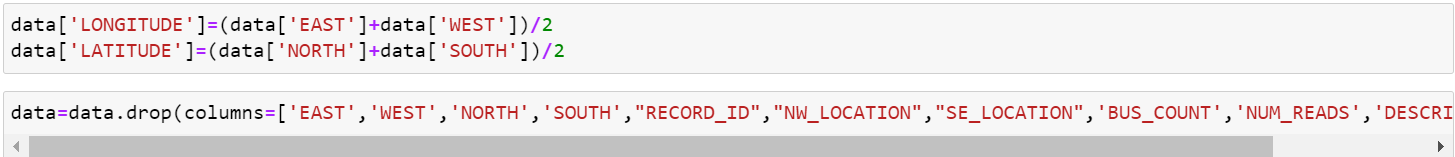 data['LONGITUDE']=(data['EAST']+data['WEST'])/2
data['LATITUDE']=(data['NORTH']+data['SOUTH'])/2
data=data.drop(columns=['EAST','WEST','NORTH','SOUTH',"RECORD_ID","NW_LOCATION","SE_LOCATION",'BUS_COUNT','NUM_READS','DESCRI